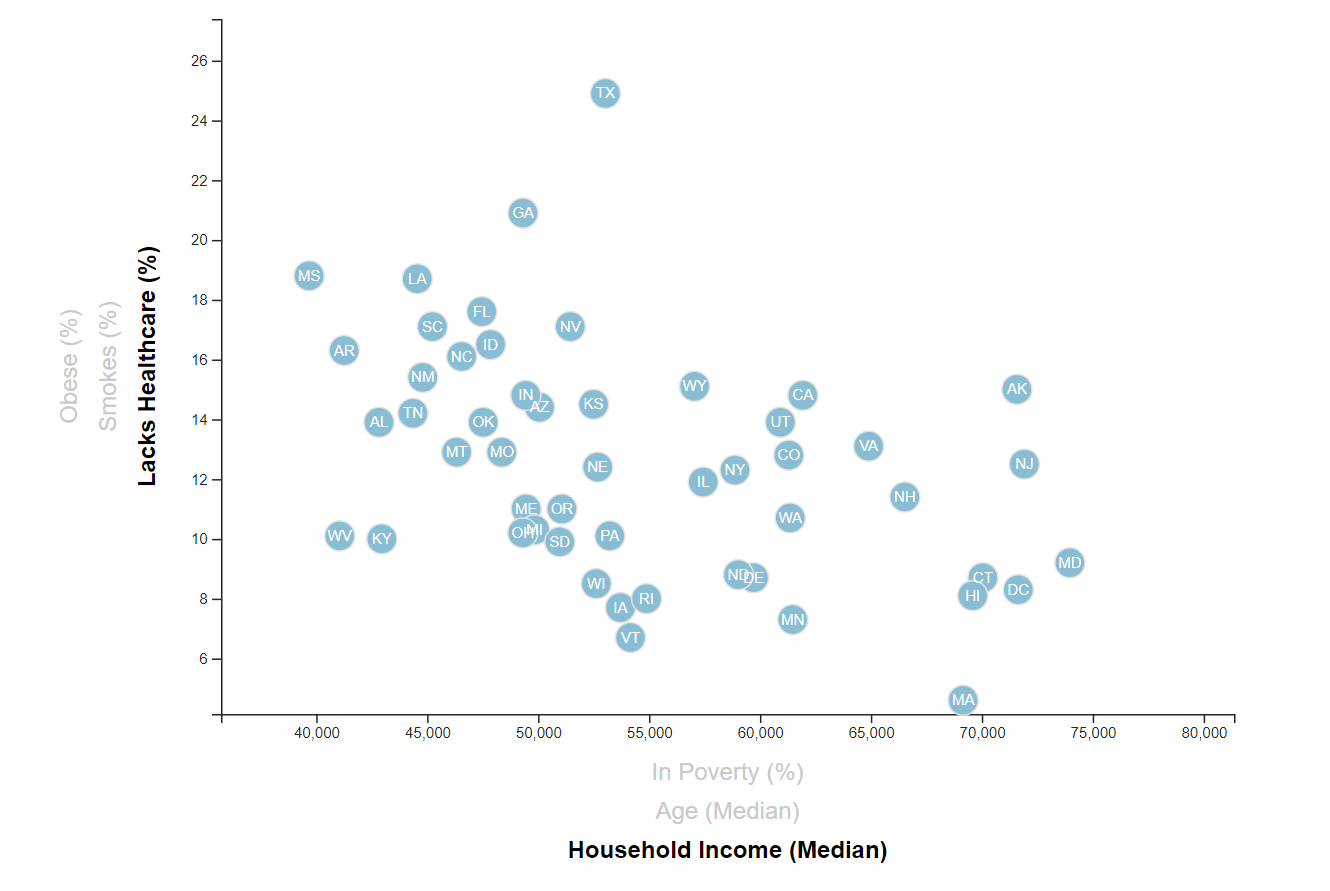 26
24
22
20
18
16
14
12
10
8
6
Obese (%)
Smokes (%)
Lacks Healthcare (%)
TX
GA
MS
LA
FL
SC
NV
ID
AR
NC
NM
WY
AK
IN
CA
AZ
KS
TN
AL
OK
UT
VA
MT
MO
CO
NE
NJ
NY
IL
NH
ME
OR
WA
MI
OH
WV
PA
KY
SD
MD
ND
DE
CT
WI
DC
HI
RI
IA
MN
VT
MA
40,000 45,000 50,000 55,000 60,000 65,000 70,000 75,000 80,000
In Poverty (%)
Age (Median)
Household Income (Median)